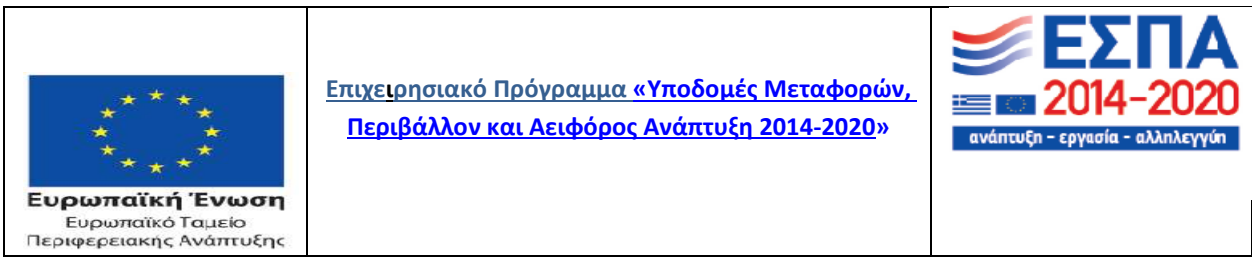 Ευρωπαϊκή Ένωση
Ευρωπαϊκό Ταμείο
Περιφερειακής Ανάπτυξης
Επιχειρησιακό Πρόγραμμα «Υποδομές Μεταφορών,
Περιβάλλον και Αειφόρος Ανάπτυξη 2014-2020»
ΕΣΠΑ
2014-2020
ανάπτυξη - εργασία - αλληλεγγύη